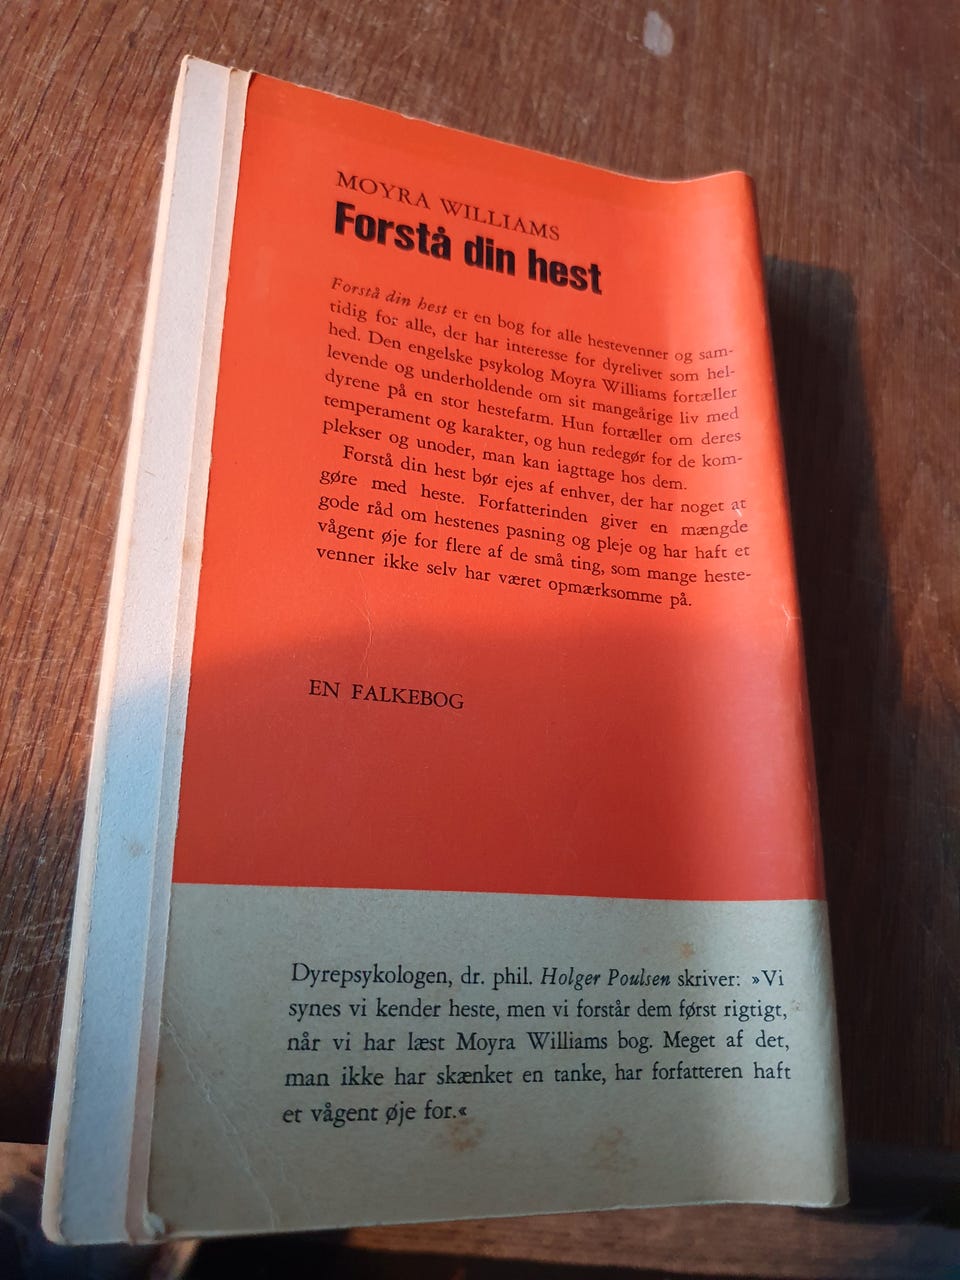 MOYRA WILLIAMS
Forstå din hest
Forstå din hest er en bog for alle hestevenner og sam-
tidig for alle, der har interesse for dyrelivet som hel-
hed. Den engelske psykolog Moyra Williams fortæller
levende og underholdende om sit mangeårige liv med
dyrene på en stor hestefarm. Hun fortæller om deres
temperament og karakter, og hun redegør for de kom-
plekser og unoder, man kan iagttage hos dem.
Forstå din hest bør ejes af enhver, der har noget at
gøre med heste. Forfatterinden giver en mængde
gode råd om hestenes pasning og pleje og har haft et
vågent øje for flere af de små ting, som mange heste-
venner ikke selv har været opmærksomme på.
EN FALKEBOG
Dyrepsykologen, dr. phil. Holger Poulsen skriver: »Vi
synes vi kender heste, men vi forstår dem først rigtigt,
når vi har læst Moyra Williams bog. Meget af det,
man ikke har skænket en tanke, har forfatteren haft
et vågent øje for.«